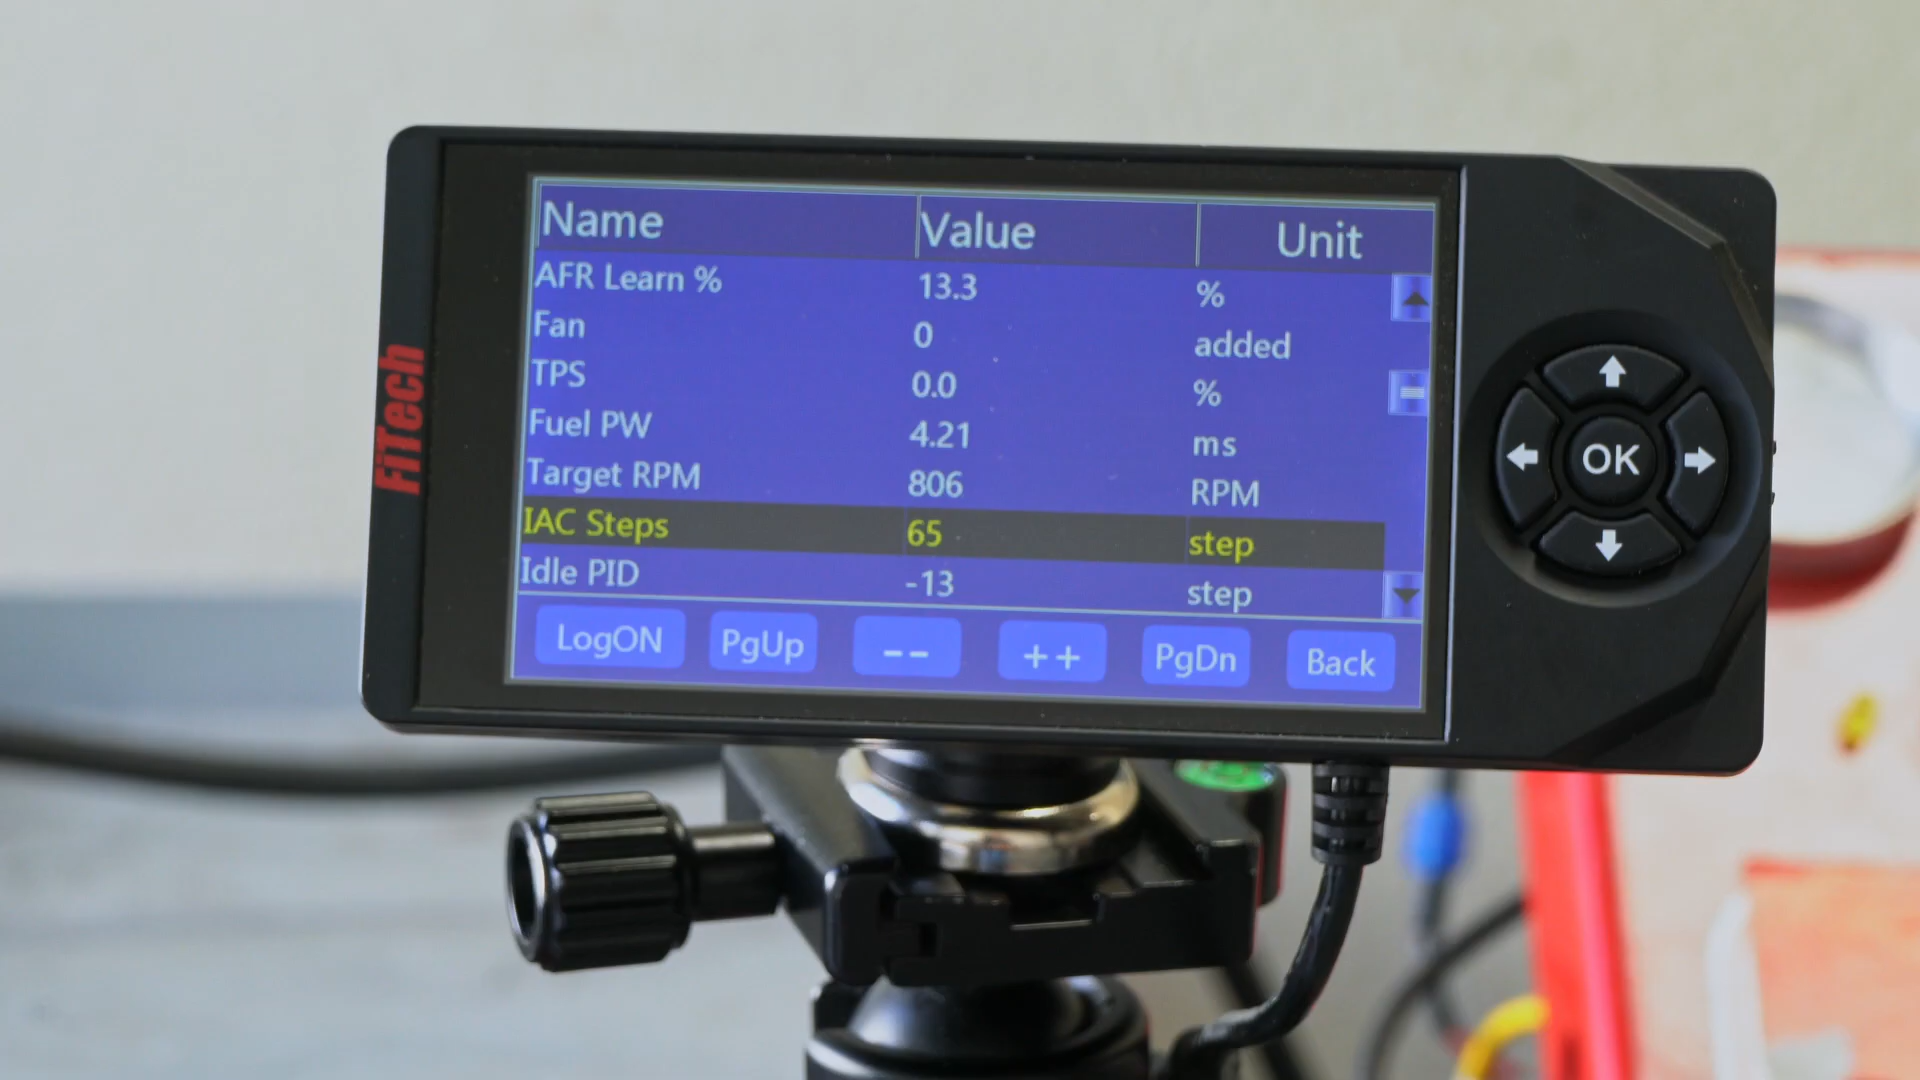 FiTech
Name Value Unit
AFR Learn % 13.3 %
Fan 0 added
TPS 0.0 %
Fuel PW 4.21 ms
Target RPM 806 RPM
IAC Steps 65 step
Idle PID -13 step
LogON PgUp -- ++ PgDn Back
OK